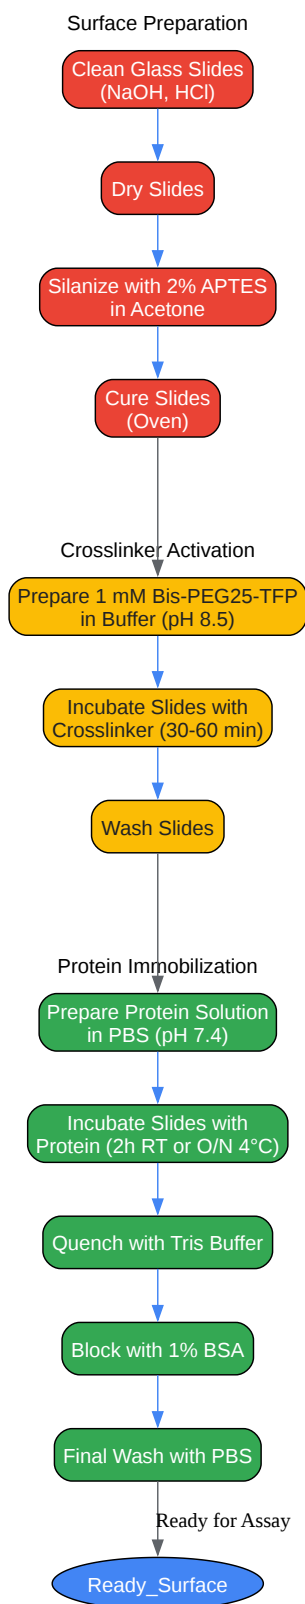 Surface Preparation
Clean Glass Slides
(NaOH, HCl)
Dry Slides
Silanize with 2% APTES
in Acetone
Cure Slides
(Oven)
Crosslinker Activation
Prepare 1 mM Bis-PEG25-TFP
in Buffer (pH 8.5)
Incubate Slides with
Crosslinker (30-60 min)
Wash Slides
Protein Immobilization
Prepare Protein Solution
in PBS (pH 7.4)
Incubate Slides with
Protein (2h RT or O/N 4°C)
Quench with Tris Buffer
Block with 1% BSA
Final Wash with PBS
Ready for Assay
Ready_Surface